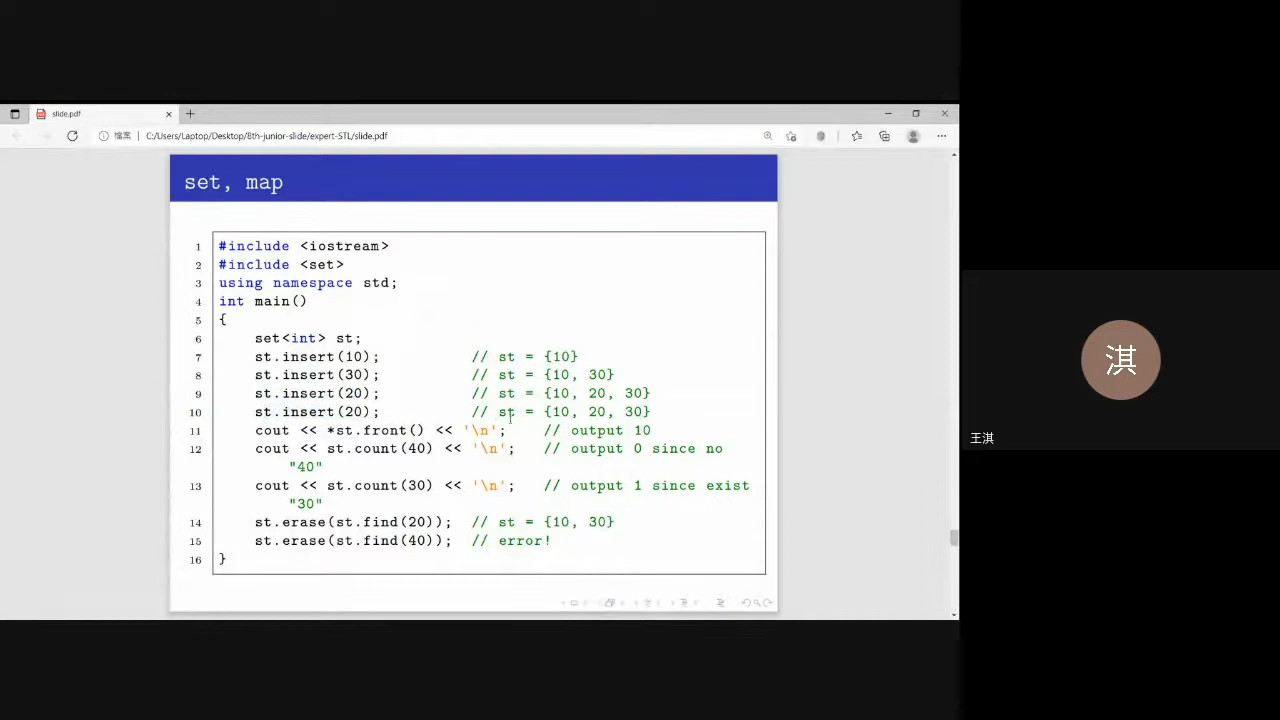 slide.pdf
檔案 C:/Users/Laptop/Desktop/8th-junior-slide/expert-STL/slide.pdf
set, map
1 #include <iostream>
2 #include <set>
3 using namespace std;
4 int main()
5 {
6 set<int> st;
7 st.insert(10); // st = {10}
8 st.insert(30); // st = {10, 30}
9 st.insert(20); // st = {10, 20, 30}
10 st.insert(20); // st = {10, 20, 30}
11 cout << *st.front() << '\n'; // output 10
12 cout << st.count(40) << '\n'; // output 0 since no
"40"
13 cout << st.count(30) << '\n'; // output 1 since exist
"30"
14 st.erase(st.find(20)); // st = {10, 30}
15 st.erase(st.find(40)); // error!
16 }
淇
王淇